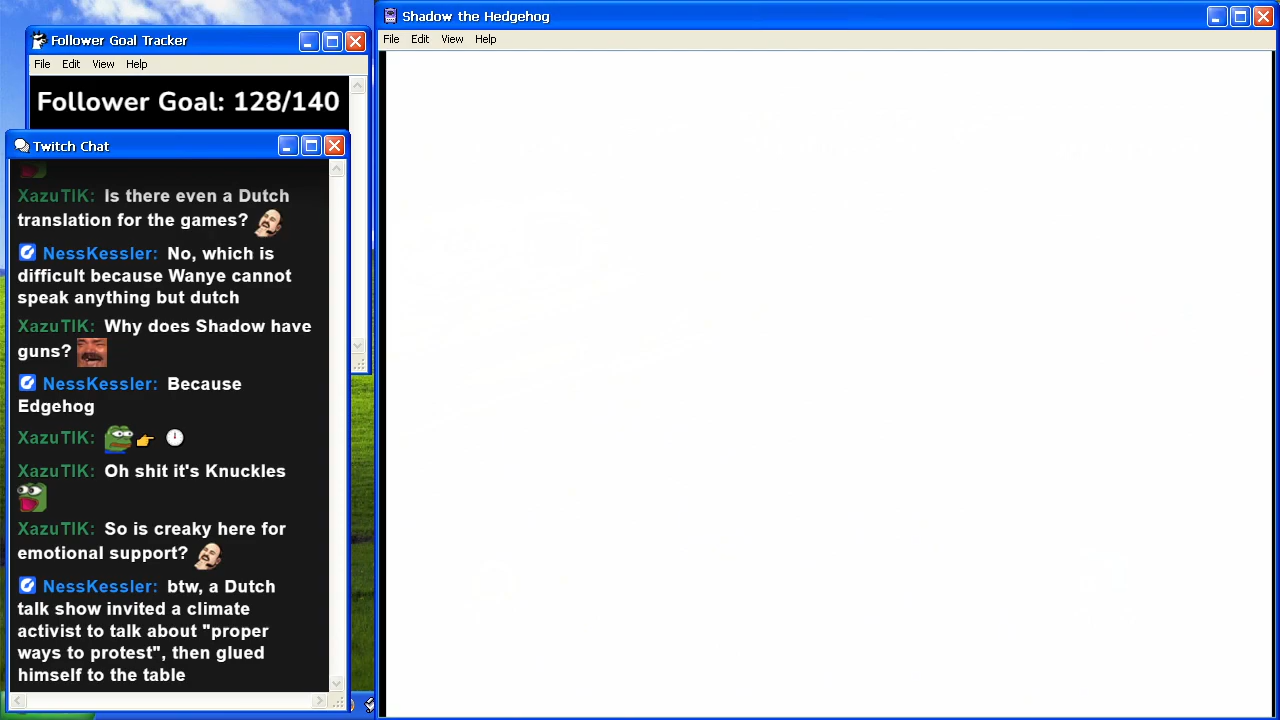 Follower Goal Tracker
File Edit View Help
Follower Goal: 128/140
Twitch Chat
XazuTIK: Is there even a Dutch
translation for the games?
NessKessler: No, which is
difficult because Wanye cannot
speak anything but dutch
XazuTIK: Why does Shadow have
guns?
NessKessler: Because
Edgehog
XazuTIK:
XazuTIK: Oh shit it's Knuckles
XazuTIK: So is creaky here for
emotional support?
NessKessler: btw, a Dutch
talk show invited a climate
activist to talk about "proper
ways to protest", then glued
himself to the table
Shadow the Hedgehog
File Edit View Help